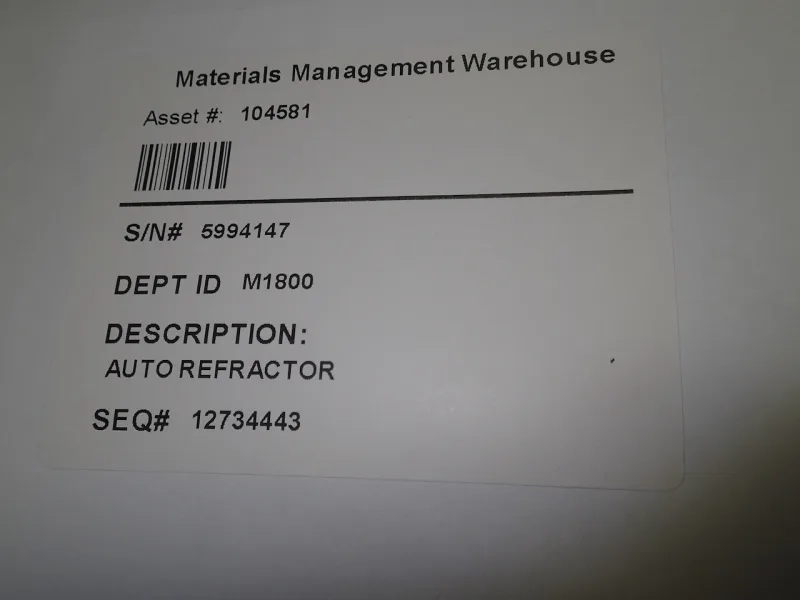 Materials Management Warehouse
Asset #: 104581
S/N# 5994147
DEPT ID M1800
DESCRIPTION:
AUTO REFRACTOR
SEQ# 12734443